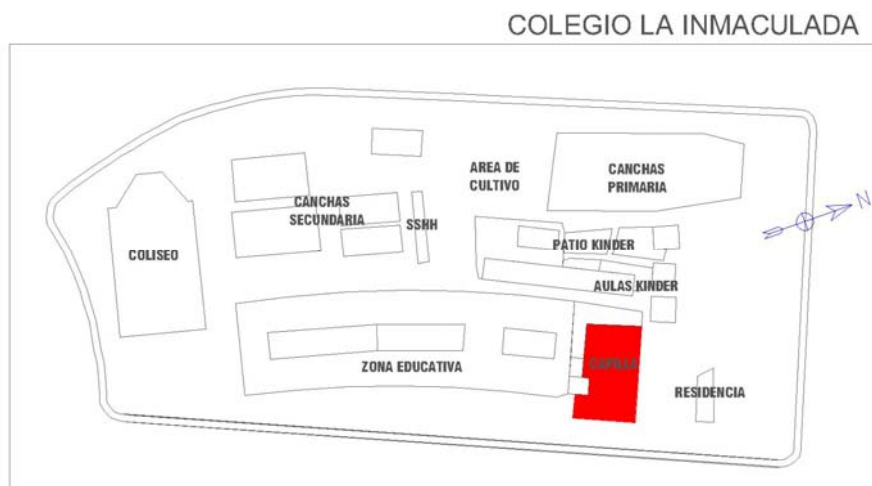 COLEGIO LA INMACULADA
AREA DE
CULTIVO
CANCHAS
PRIMARIA
CANCHAS
SECUNDARIA
SSHH
N
PATIO KINDER
COLISEO
AULAS KINDER
ZONA EDUCATIVA
CAPILLA
RESIDENCIA